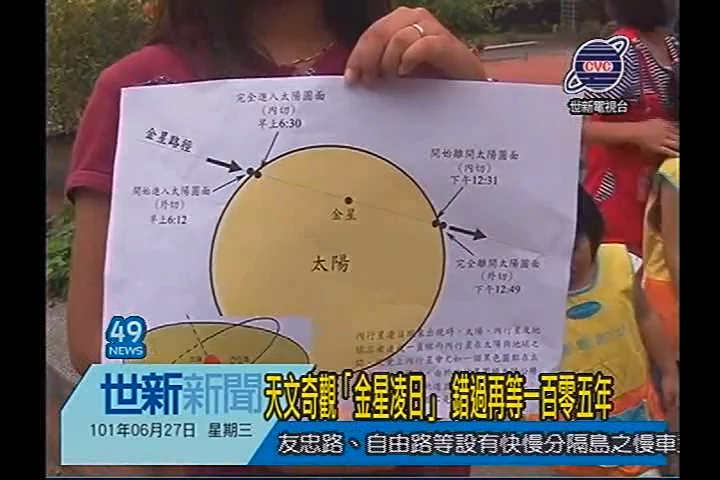 CVC
世新電視台
完全進入太陽圓面
(內切)
早上6:30
金星路徑
開始進入太陽圓面
(外切)
早上6:12
開始離開太陽圓面
(內切)
下午12:31
金星
太陽
完全離開太陽圓面
(外切)
下午12:49
49
NEWS
世新新聞
天文奇觀「金星凌日」 錯過再等一百零五年
101年06月27日 星期三
友忠路、自由路等設有快慢分隔島之慢車